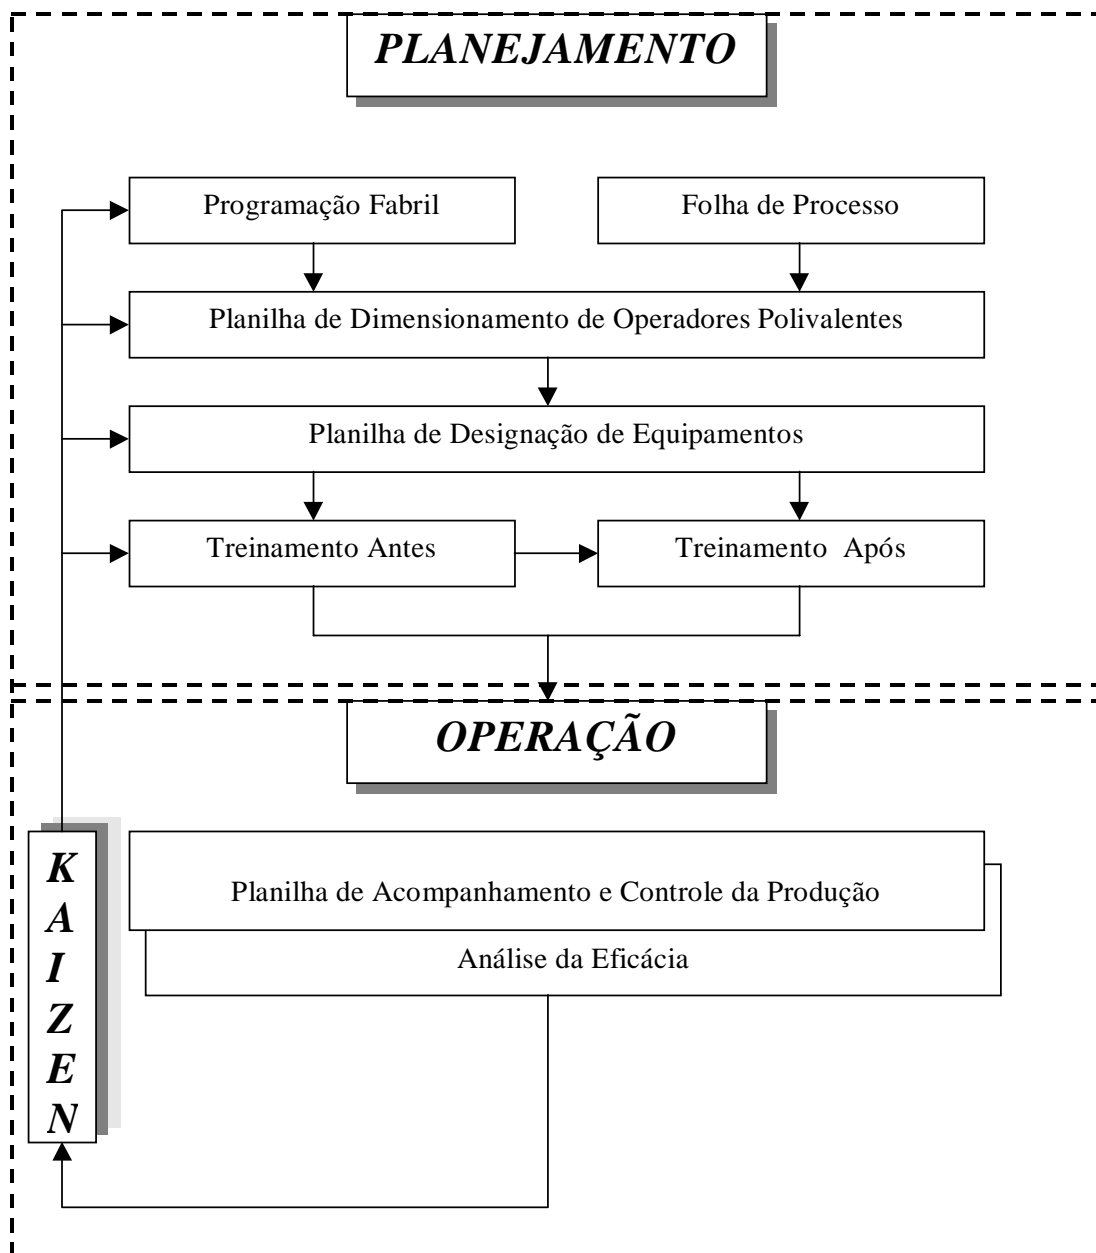 PLANEJAMENTO
Programação Fabril
Folha de Processo
Planilha de Dimensionamento de Operadores Polivalentes
Planilha de Designação de Equipamentos
Treinamento Antes
Treinamento Após
OPERAÇÃO
K
A
I
Z
E
N
Planilha de Acompanhamento e Controle da Produção
Análise da Eficácia